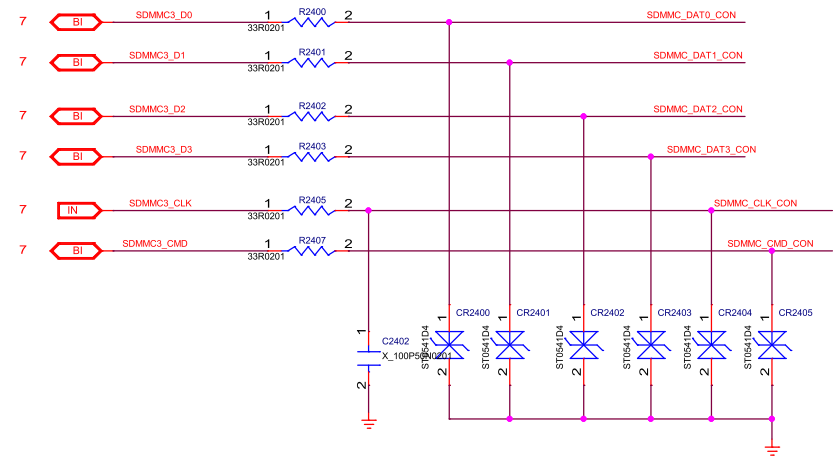 7 BI SDMMC3_D0 1 R2400 2 SDMMC_DAT0_CON
33R0201
7 BI SDMMC3_D1 1 R2401 2 SDMMC_DAT1_CON
33R0201
7 BI SDMMC3_D2 1 R2402 2 SDMMC_DAT2_CON
33R0201
7 BI SDMMC3_D3 1 R2403 2 SDMMC_DAT3_CON
33R0201
7 IN SDMMC3_CLK 1 R2405 2 SDMMC_CLK_CON
33R0201
7 BI SDMMC3_CMD 1 R2407 2 SDMMC_CMD_CON
33R0201
1 CR2400 1 CR2401 1 CR2402 1 CR2403 1 CR2404 1 CR2405
1 C2402
X_100P50N0201
ST0541D4 ST0541D4 ST0541D4 ST0541D4 ST0541D4 ST0541D4
2 2 2 2 2 2 2